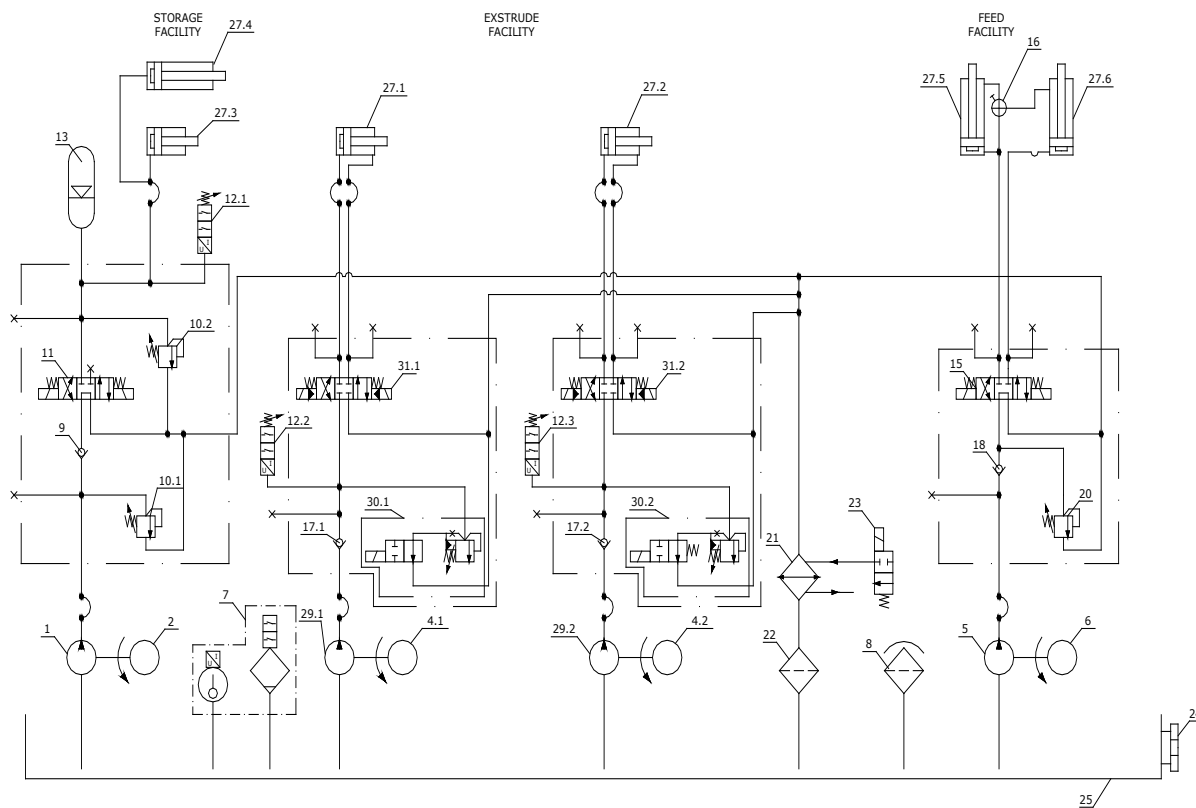 STORAGE
FACILITY
EXSTRUDE
FACILITY
FEED
FACILITY
27.4
16
27.1
27.2
27.5
27.6
27.3
13
12.1
I
U
10.2
11
31.1
31.2
15
12.2
12.3
I
U
I
U
9
18
10.1
30.1
30.2
23
20
17.1
17.2
21
7
1
2
29.1
4.1
29.2
4.2
22
8
5
6
I
U
25